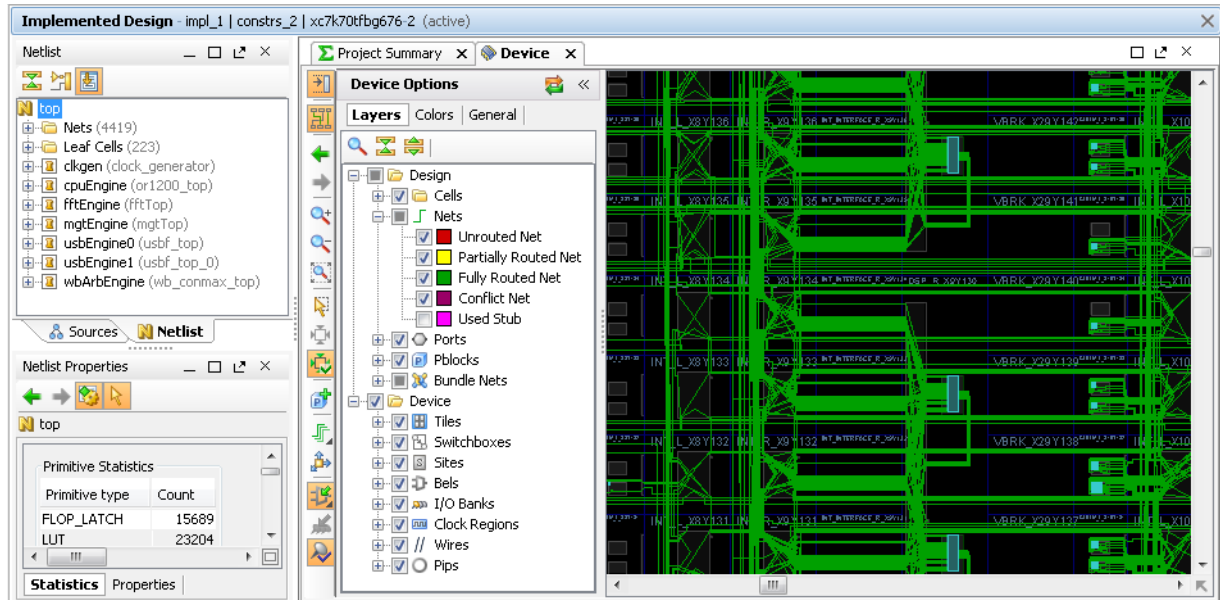 Implemented Design - impl_1 | constrs_2 | xc7k70tfbg676-2 (active)
Netlist
top
Nets (4419)
Leaf Cells (223)
clkgen (clock_generator)
cpuEngine (or1200_top)
fftEngine (fftTop)
mgtEngine (mgtTop)
usbEngine0 (usbf_top)
usbEngine1 (usbf_top_0)
wbArbEngine (wb_conmax_top)
Sources Netlist
Netlist Properties
top
Primitive Statistics
Primitive type Count
FLOP_LATCH 15689
LUT 23204
Statistics Properties
Project Summary Device
Device Options
Layers Colors General
Design
Cells
Nets
Unrouted Net
Partially Routed Net
Fully Routed Net
Conflict Net
Used Stub
Ports
Pblocks
Bundle Nets
Device
Tiles
Switchboxes
Sites
Bels
I/O Banks
Clock Regions
Wires
Pips
VBRK_X29Y142
VBRK_X29Y141
VBRK_X29Y140
VBRK_X29Y139
VBRK_X29Y138
VBRK_X29Y137